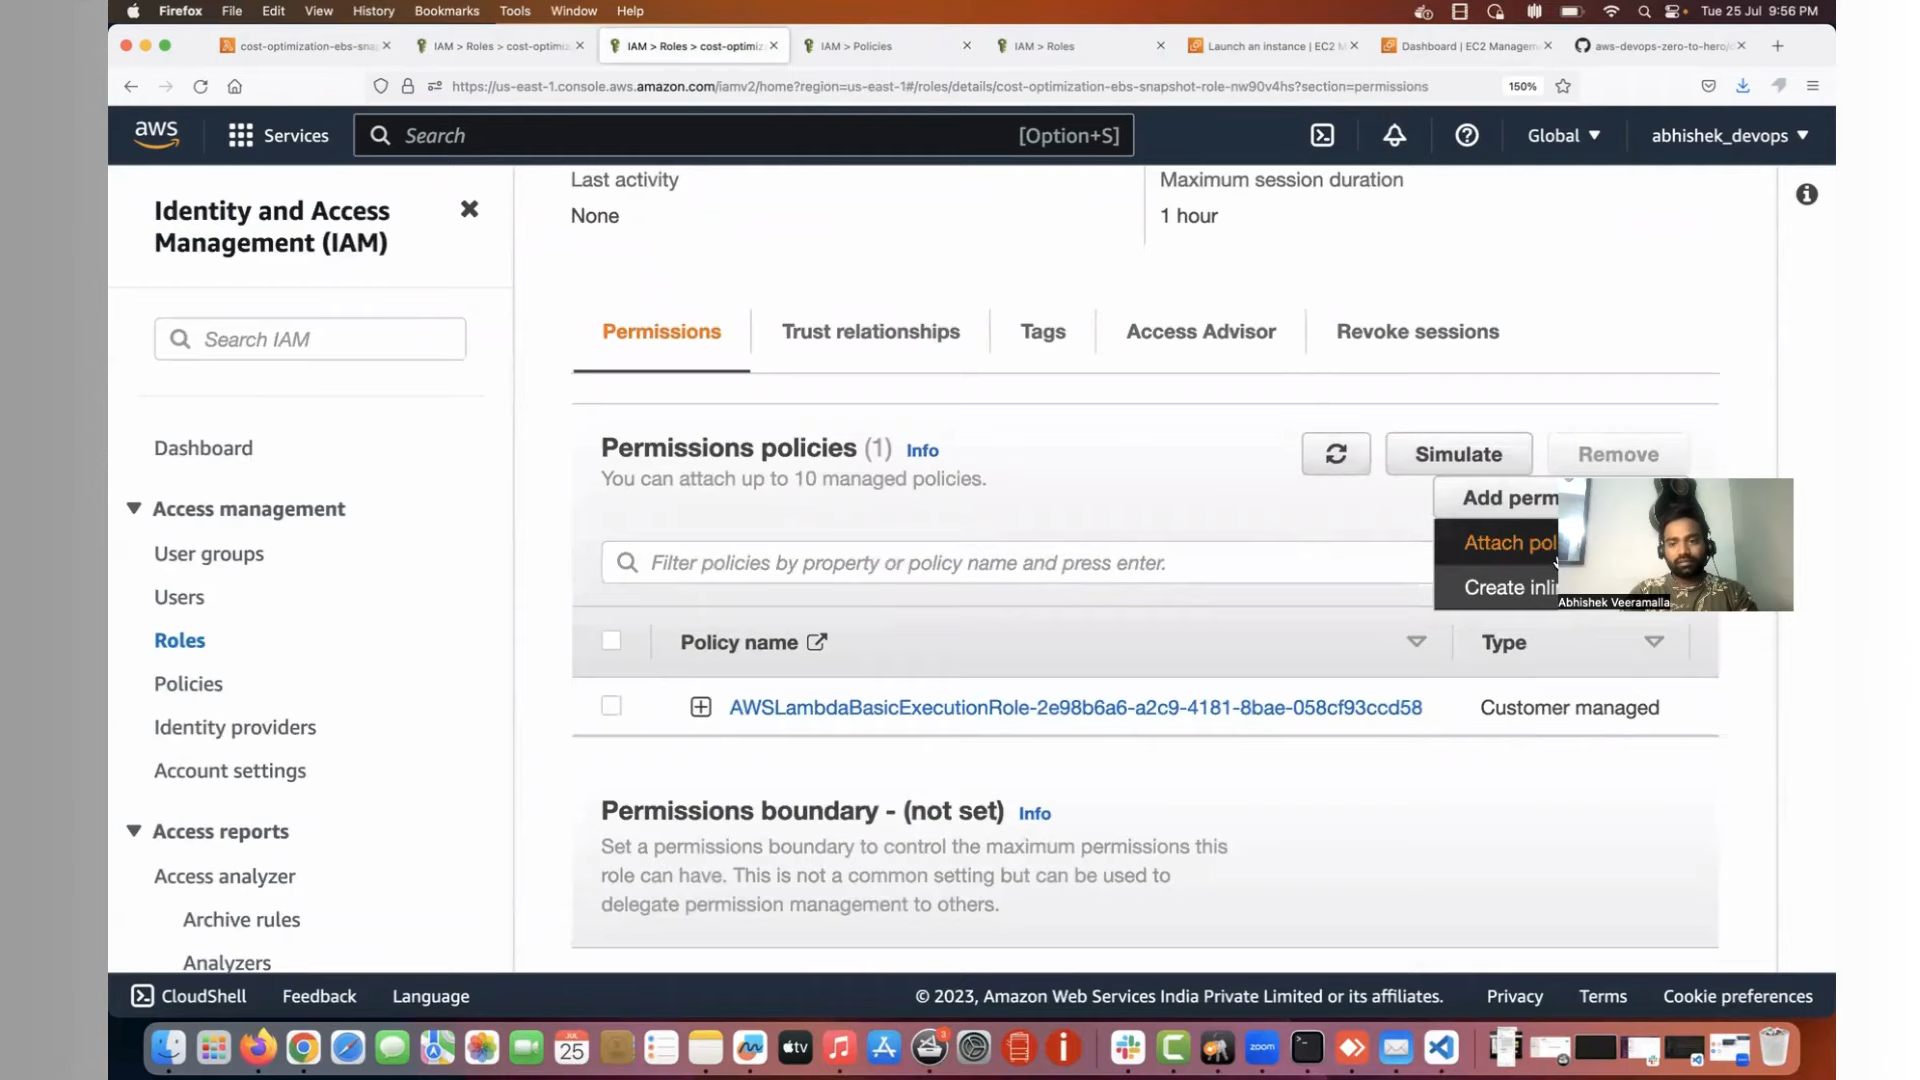 Firefox File Edit View History Bookmarks Tools Window Help Tue 25 Jul 9:56 PM
cost-optimization-ebs-sna
IAM > Roles > cost-optimiz
IAM > Roles > cost-optimiz
IAM > Policies
IAM > Roles
Launch an instance | EC2 M
Dashboard | EC2 Managem
aws-devops-zero-to-hero/
https://us-east-1.console.aws.amazon.com/iamv2/home?region=us-east-1#/roles/details/cost-optimization-ebs-snapshot-role-nw90v4hs?section=permissions
150%
aws
Services
Search
[Option+S]
Global
abhishek_devops
Identity and Access
Management (IAM)
Search IAM
Dashboard
Access management
User groups
Users
Roles
Policies
Identity providers
Account settings
Access reports
Access analyzer
Archive rules
Analyzers
Last activity
None
Maximum session duration
1 hour
Permissions
Trust relationships
Tags
Access Advisor
Revoke sessions
Permissions policies (1) Info
You can attach up to 10 managed policies.
Simulate
Remove
Add perm
Attach pol
Create inli
Abhishek Veeramalla
Filter policies by property or policy name and press enter.
Policy name
Type
AWSLambdaBasicExecutionRole-2e98b6a6-a2c9-4181-8bae-058cf93ccd58
Customer managed
Permissions boundary - (not set) Info
Set a permissions boundary to control the maximum permissions this
role can have. This is not a common setting but can be used to
delegate permission management to others.
CloudShell
Feedback
Language
© 2023, Amazon Web Services India Private Limited or its affiliates.
Privacy
Terms
Cookie preferences
JUL
25
tv
3
zoom